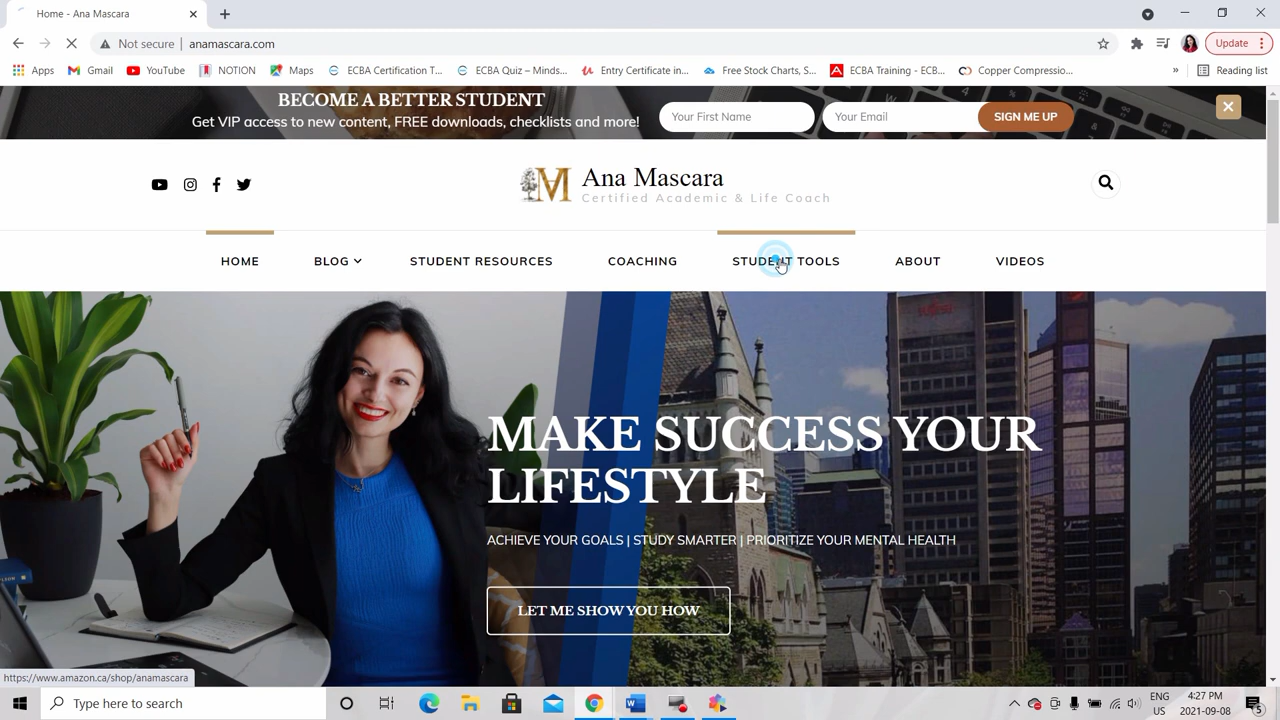 Home - Ana Mascara
Not secure | anamascara.com
Update
Apps
Gmail
YouTube
NOTION
Maps
ECBA Certification T...
ECBA Quiz – Minds...
Entry Certificate in...
Free Stock Charts, S...
ECBA Training - ECB...
Copper Compressio...
»
Reading list
BECOME A BETTER STUDENT
Get VIP access to new content, FREE downloads, checklists and more!
Your First Name
Your Email
SIGN ME UP
Ana Mascara
Certified Academic & Life Coach
HOME
BLOG
STUDENT RESOURCES
COACHING
STUDENT TOOLS
ABOUT
VIDEOS
MAKE SUCCESS YOUR
LIFESTYLE
ACHIEVE YOUR GOALS | STUDY SMARTER | PRIORITIZE YOUR MENTAL HEALTH
LET ME SHOW YOU HOW
https://www.amazon.ca/shop/anamascara
Type here to search
ENG
US
4:27 PM
2021-09-08
5